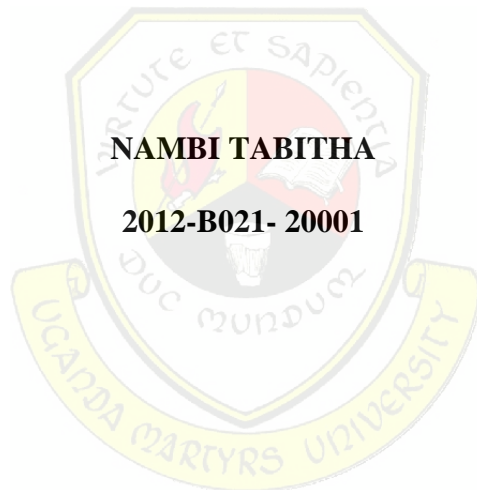 VIRTUTE ET SAPIENTIA
NAMBI TABITHA
2012-B021- 20001
DUC MUNDUM
UGANDA MARTYRS UNIVERSITY